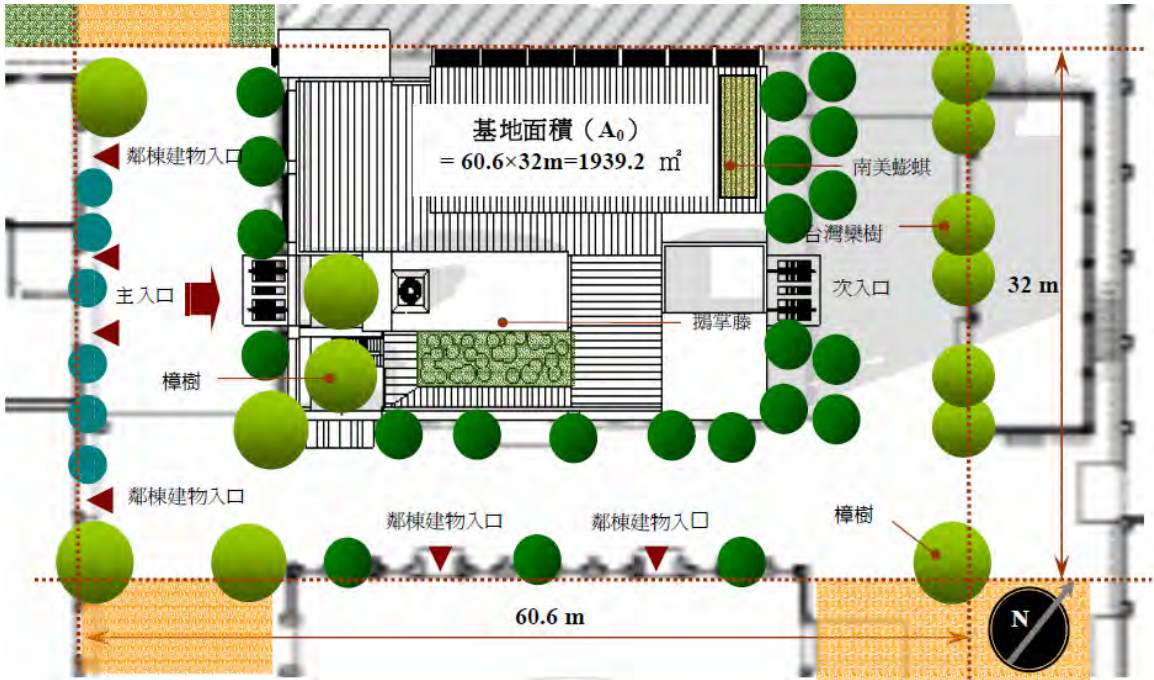 基地面積（A₀）
= 60.6×32m=1939.2 ㎡
鄰棟建物入口
南美蟛蜞
台灣欒樹
主入口
次入口
32 m
鵝掌藤
樟樹
鄰棟建物入口
鄰棟建物入口
鄰棟建物入口
樟樹
60.6 m
N